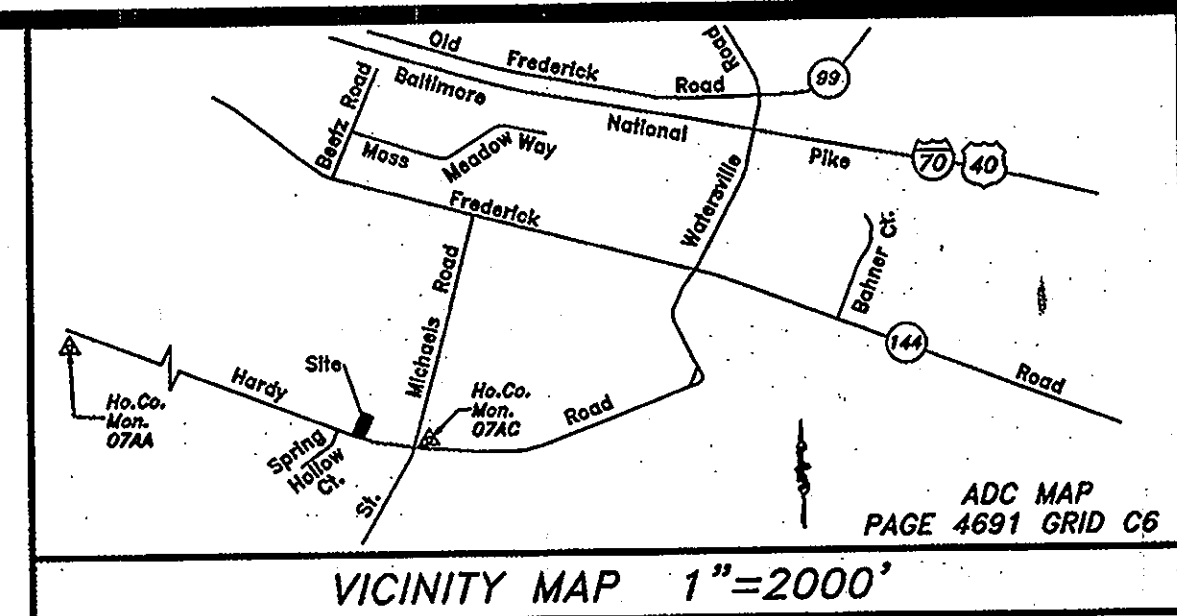 Old Frederick Road
99
Road
Baltimore National Pike
70
40
Beetz Road
Moss Meadow Way
Watersville
Frederick
Bahner Ct.
144
Road
Michaels Road
Site
Hardy
Ho.Co.
Mon.
07AA
Ho.Co.
Mon.
07AC
Road
Spring
Hollow
Ct.
St.
ADC MAP
PAGE 4691 GRID C6
VICINITY MAP 1"=2000'